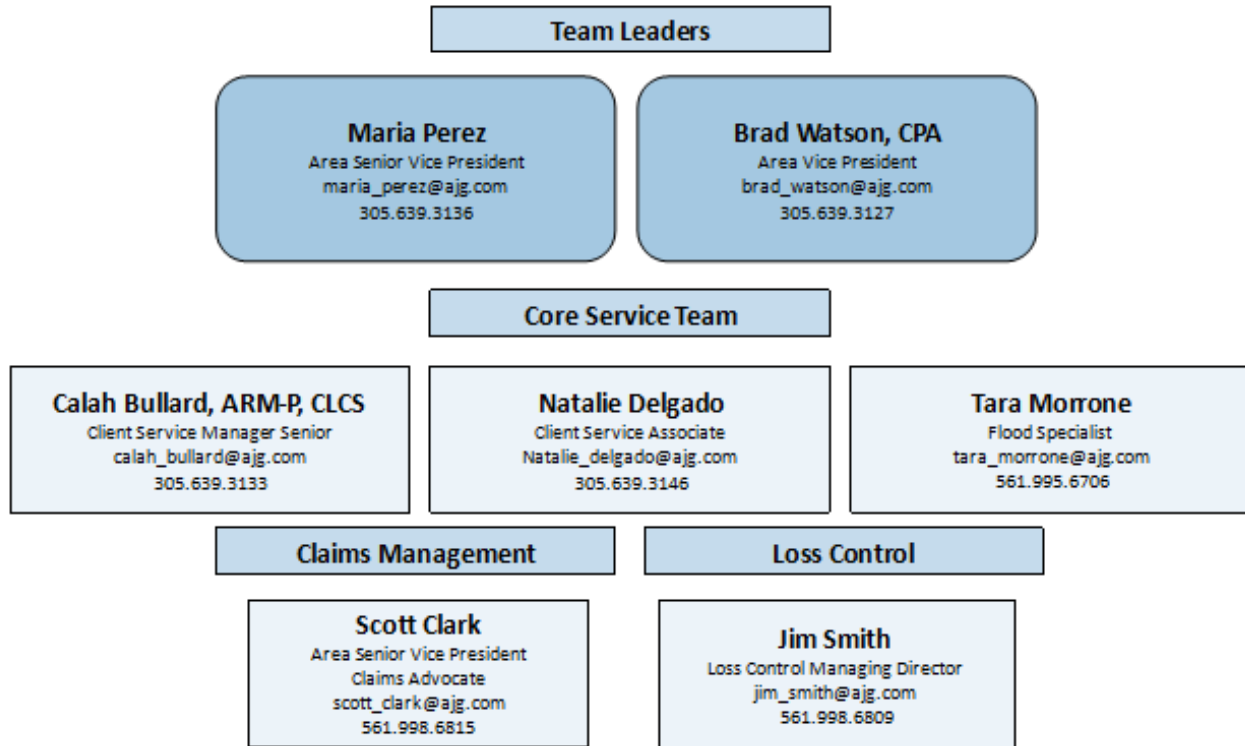 Team Leaders
Maria Perez
Area Senior Vice President
maria_perez@ajg.com
305.639.3136
Brad Watson, CPA
Area Vice President
brad_watson@ajg.com
305.639.3127
Core Service Team
Calah Bullard, ARM-P, CLCS
Client Service Manager Senior
calah_bullard@ajg.com
305.639.3133
Natalie Delgado
Client Service Associate
Natalie_delgado@ajg.com
305.639.3146
Tara Morrone
Flood Specialist
tara_morrone@ajg.com
561.995.6706
Claims Management
Scott Clark
Area Senior Vice President
Claims Advocate
scott_clark@ajg.com
561.998.6815
Loss Control
Jim Smith
Loss Control Managing Director
jim_smith@ajg.com
561.998.6809